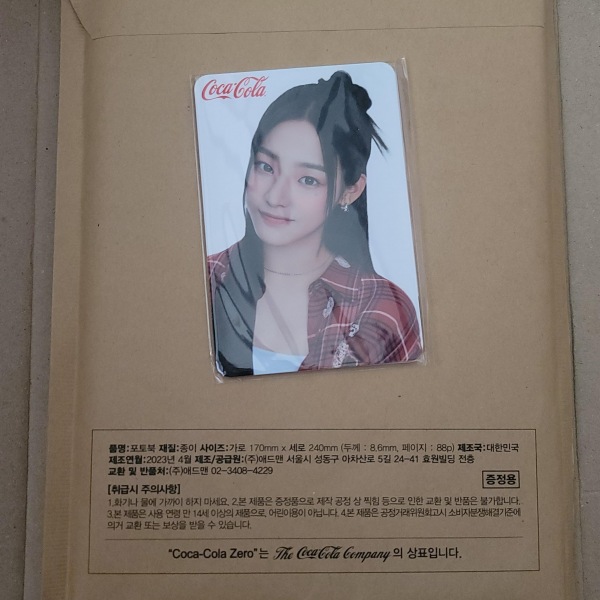 Coca-Cola
품명:포토북 재질:종이 사이즈:가로 170mm x 세로 240mm (두께 : 8.6mm, 페이지 : 88p) 제조국:대한민국
제조연월:2023년 4월 제조/공급원:(주)애드맨 서울시 성동구 아차산로 5길 24-41 효원빌딩 전층
교환 및 반품처:(주)애드맨 02-3408-4229
증정용
[취급시 주의사항]
1.화기나 물에 가까이 하지 마세요. 2.본 제품은 증정품으로 제작 공정 상 찍힘 등으로 인한 교환 및 반품은 불가합니다.
3.본 제품은 사용 연령 만 14세 이상의 제품으로, 어린이용이 아닙니다. 4.본 제품은 공정거래위원회고시 소비자분쟁해결기준에
의거 교환 또는 보상을 받을 수 있습니다.
"Coca-Cola Zero"는 The Coca-Cola Company 의 상표입니다.